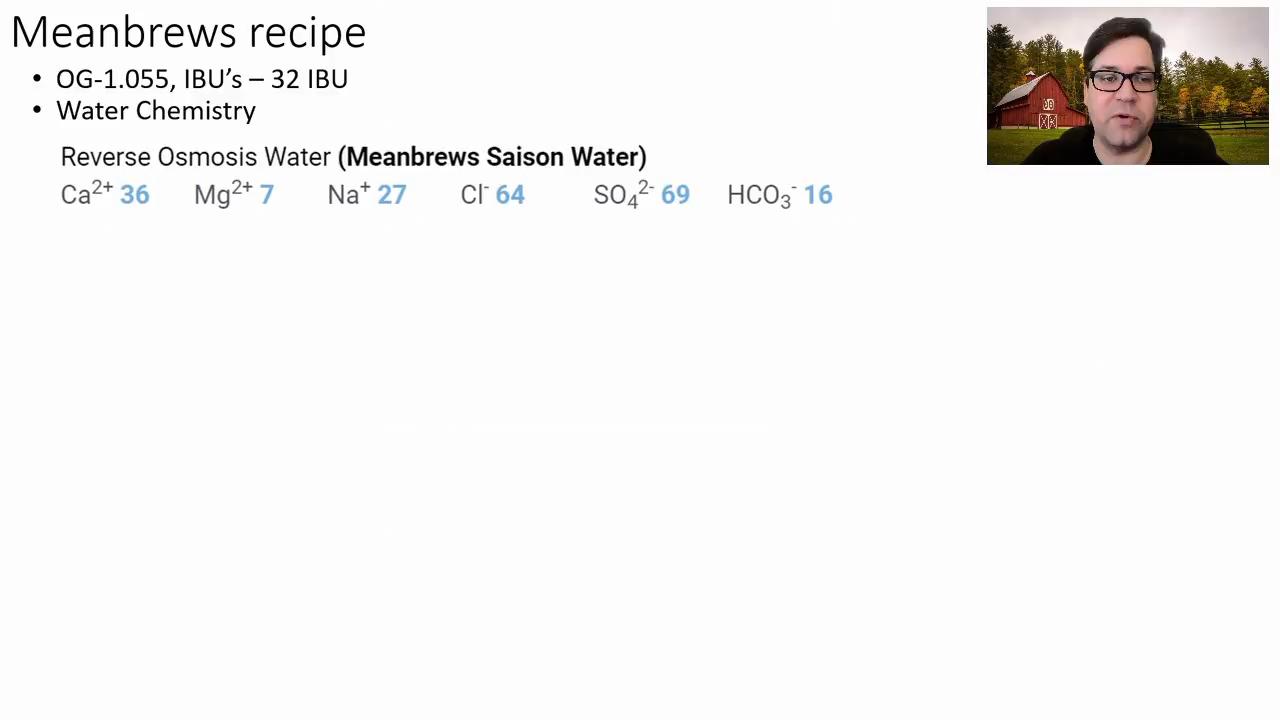 Meanbrews recipe
• OG-1.055, IBU’s – 32 IBU
• Water Chemistry
Reverse Osmosis Water (Meanbrews Saison Water)
Ca2+ 36 Mg2+ 7 Na+ 27 Cl- 64 SO42- 69 HCO3- 16